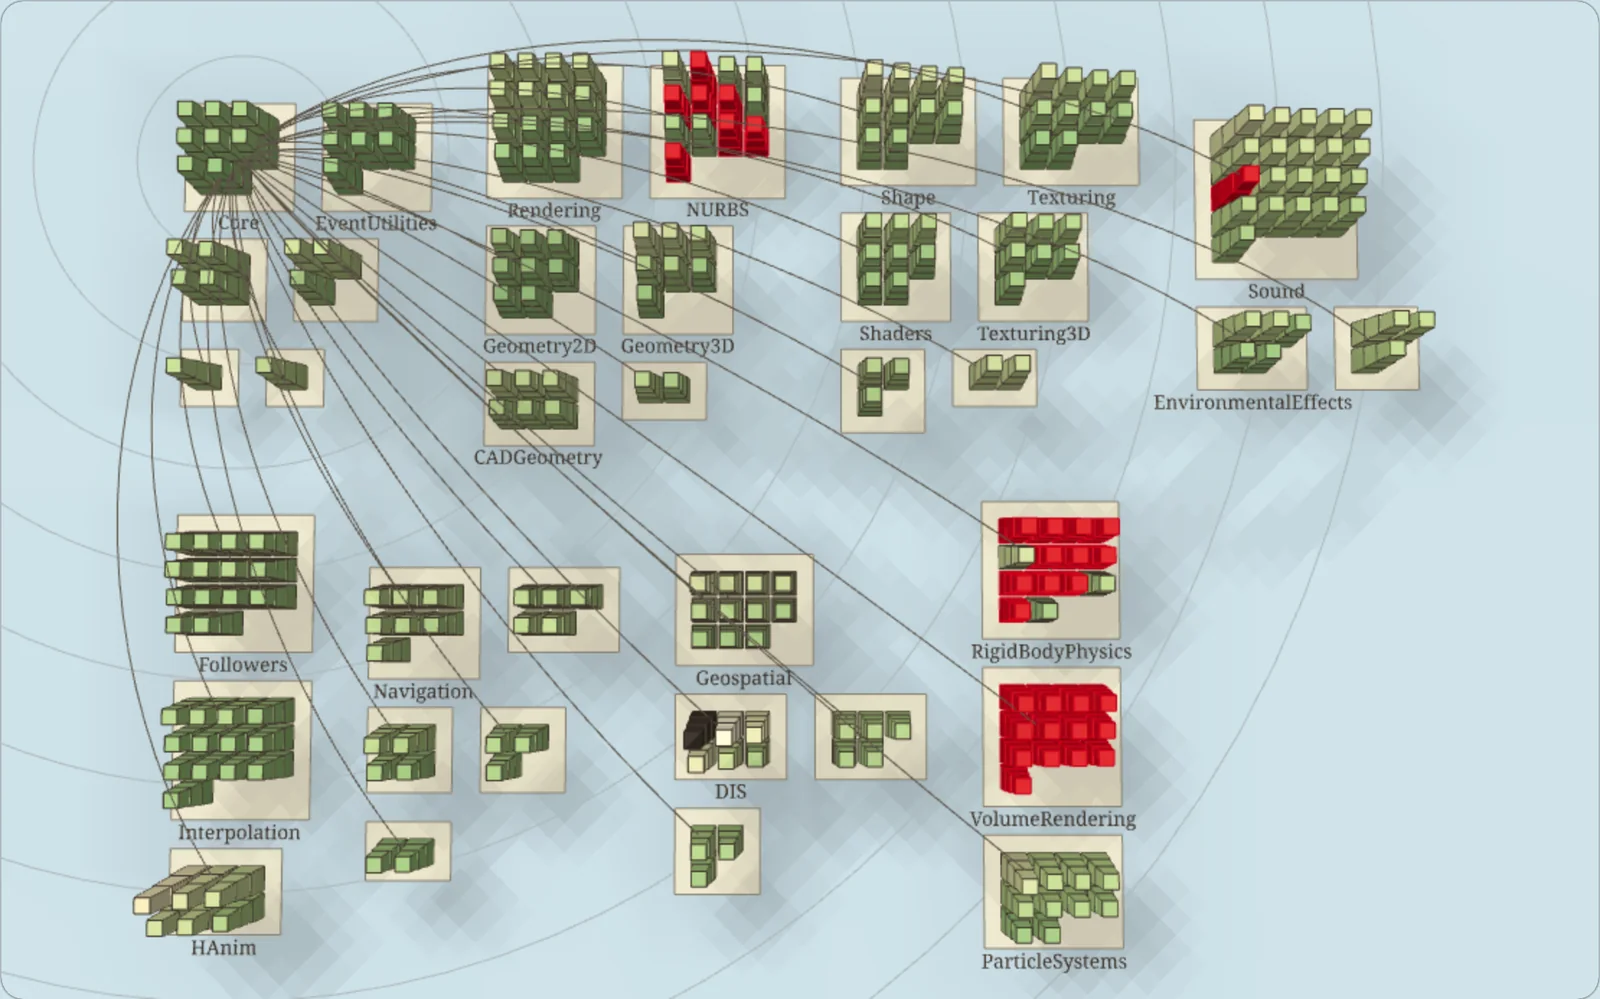 Core
EventUtilities
Rendering
NURBS
Shape
Texturing
Sound
Geometry2D
Geometry3D
Shaders
Texturing3D
EnvironmentalEffects
CADGeometry
Followers
Navigation
Geospatial
RigidBodyPhysics
DIS
VolumeRendering
Interpolation
HAnim
ParticleSystems